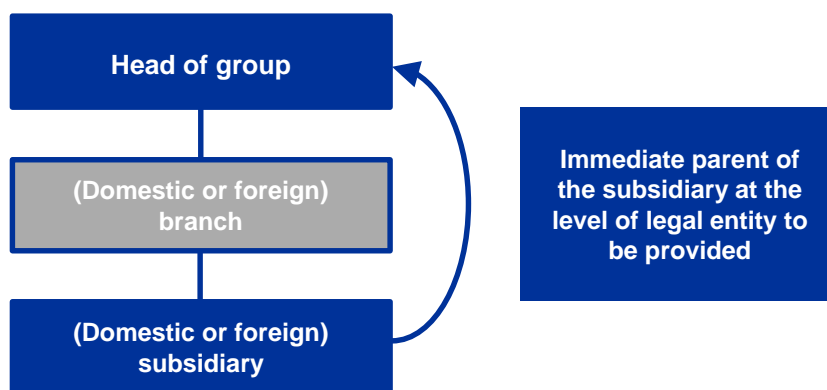 Head of group
(Domestic or foreign)
branch
(Domestic or foreign)
subsidiary
Immediate parent of
the subsidiary at the
level of legal entity to
be provided